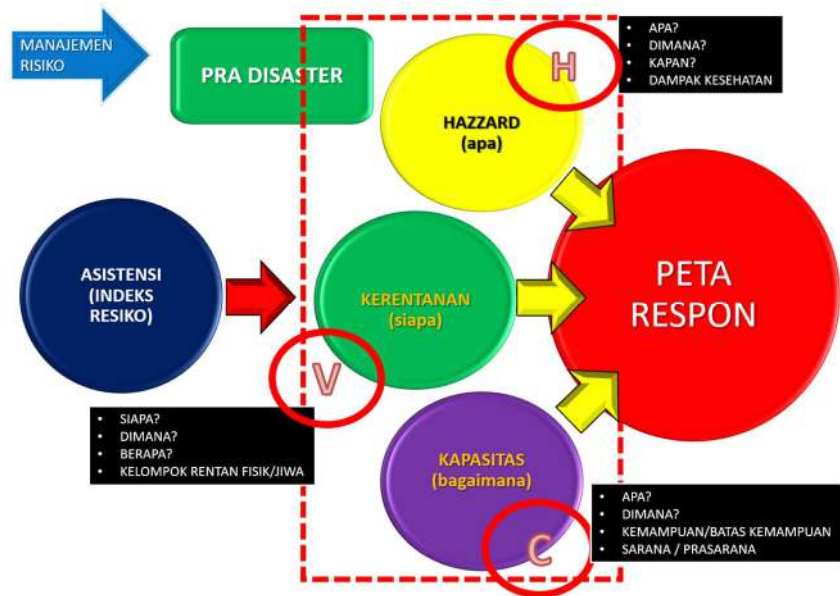 MANAJEMEN
RISIKO
PRA DISASTER
H
• APA?
• DIMANA?
• KAPAN?
• DAMPAK KESEHATAN
HAZZARD
(apa)
ASISTENSI
(INDEKS
RESIKO)
KERENTANAN
(siapa)
PETA
RESPON
V
• SIAPA?
• DIMANA?
• BERAPA?
• KELOMPOK RENTAN FISIK/JIWA
KAPASITAS
(bagaimana)
C
• APA?
• DIMANA?
• KEMAMPUAN/BATAS KEMAMPUAN
• SARANA / PRASARANA